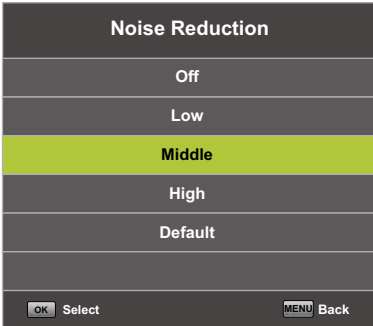 Noise Reduction
Off
Low
Middle
High
Default
OK Select MENU Back